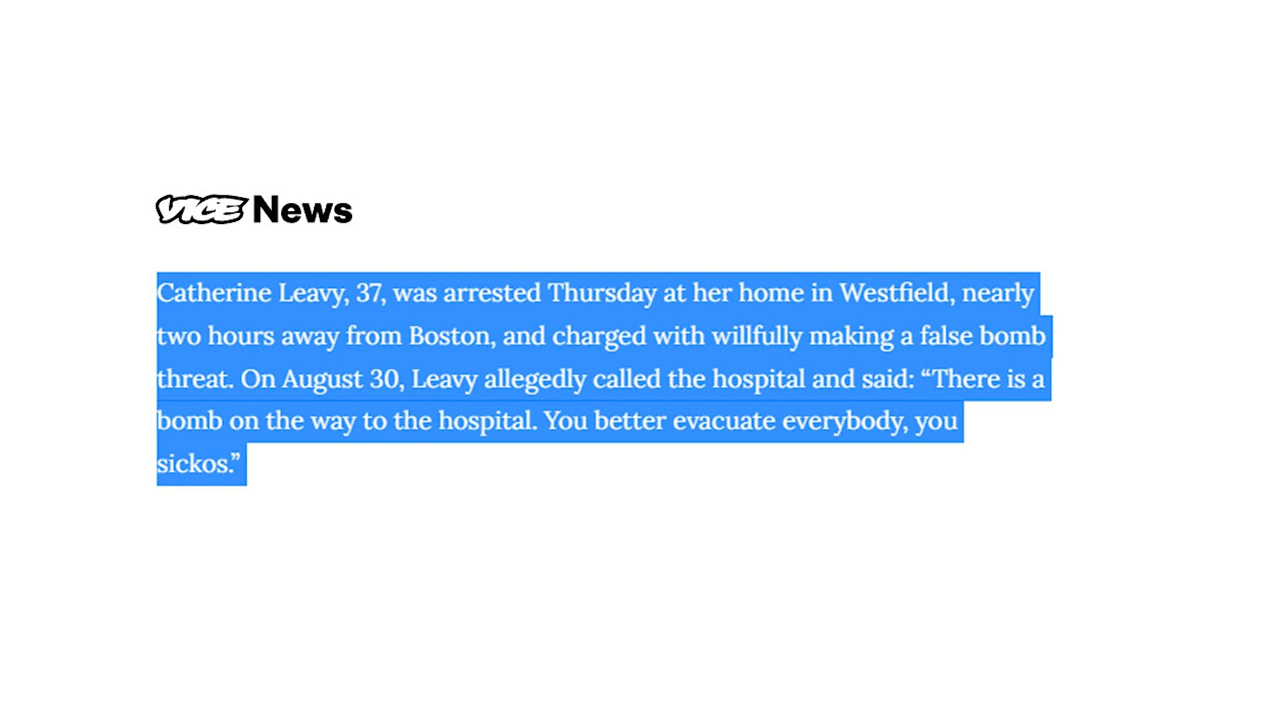 VICE News
Catherine Leavy, 37, was arrested Thursday at her home in Westfield, nearly
two hours away from Boston, and charged with willfully making a false bomb
threat. On August 30, Leavy allegedly called the hospital and said: “There is a
bomb on the way to the hospital. You better evacuate everybody, you
sickos.”